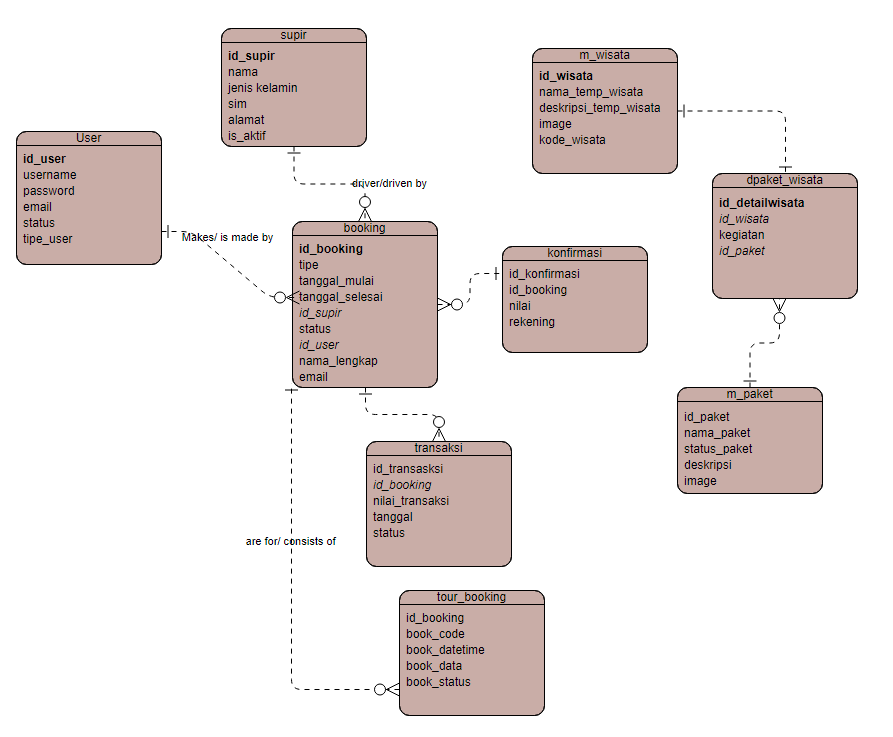 supir
id_supir
nama
jenis kelamin
sim
alamat
is_aktif
m_wisata
id_wisata
nama_temp_wisata
deskripsi_temp_wisata
image
kode_wisata
User
id_user
username
password
email
status
tipe_user
driver/driven by
dpaket_wisata
id_detailwisata
id_wisata
kegiatan
id_paket
Makes/ is made by
booking
id_booking
tipe
tanggal_mulai
tanggal_selesai
id_supir
status
id_user
nama_lengkap
email
konfirmasi
id_konfirmasi
id_booking
nilai
rekening
m_paket
id_paket
nama_paket
status_paket
deskripsi
image
transaksi
id_transasksi
id_booking
nilai_transaksi
tanggal
status
are for/ consists of
tour_booking
id_booking
book_code
book_datetime
book_data
book_status